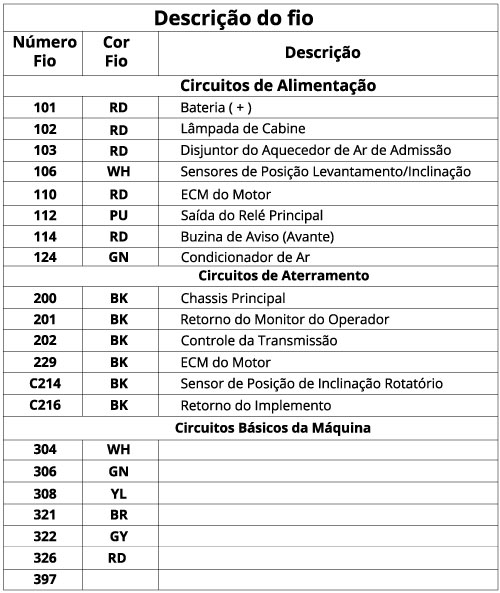 Descrição do fio
Número Fio Cor Fio Descrição
Circuitos de Alimentação
101 RD Bateria ( + )
102 RD Lâmpada de Cabine
103 RD Disjuntor do Aquecedor de Ar de Admissão
106 WH Sensores de Posição Levantamento/Inclinação
110 RD ECM do Motor
112 PU Saída do Relé Principal
114 RD Buzina de Aviso (Avante)
124 GN Condicionador de Ar
Circuitos de Aterramento
200 BK Chassis Principal
201 BK Retorno do Monitor do Operador
202 BK Controle da Transmissão
229 BK ECM do Motor
C214 BK Sensor de Posição de Inclinação Rotatório
C216 BK Retorno do Implemento
Circuitos Básicos da Máquina
304 WH
306 GN
308 YL
321 BR
322 GY
326 RD
397